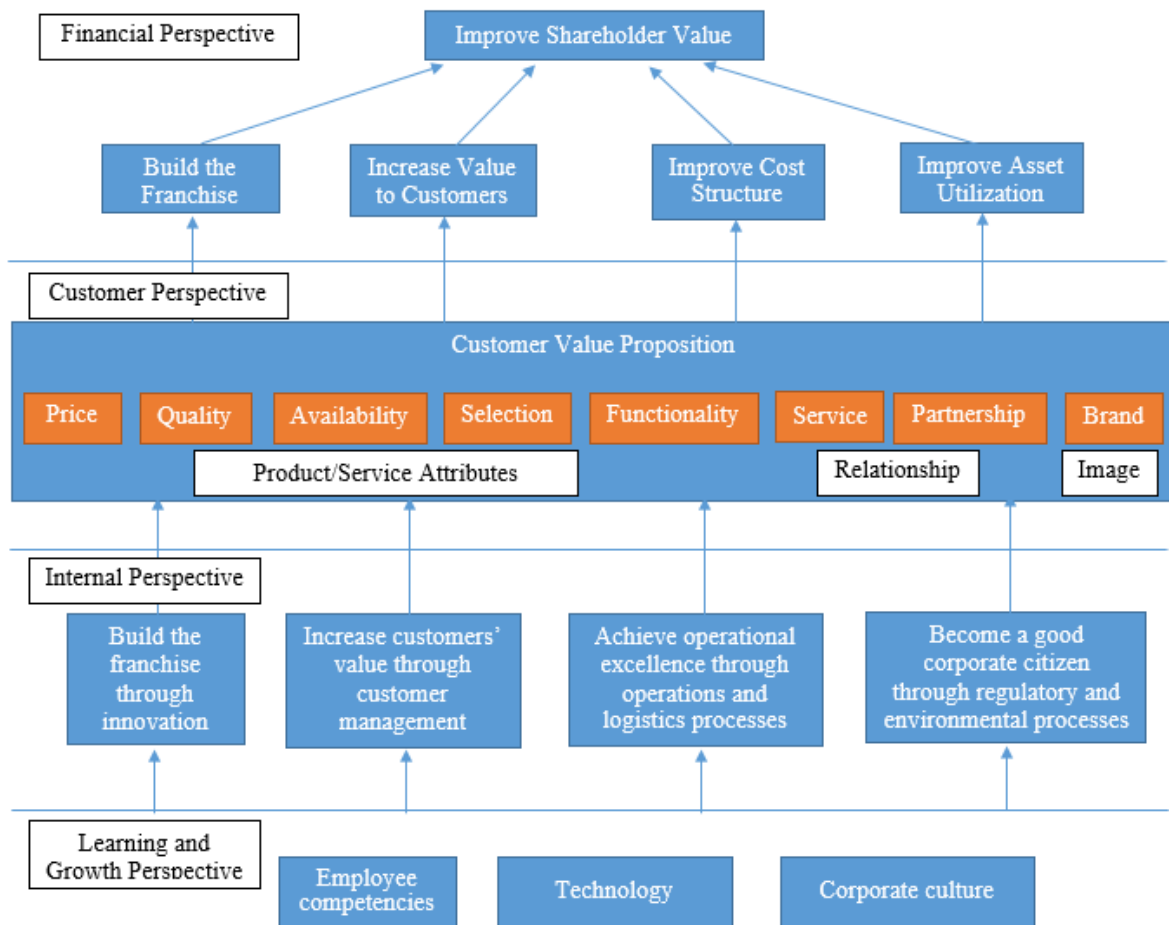 Financial Perspective
Improve Shareholder Value
Build the
Franchise
Increase Value
to Customers
Improve Cost
Structure
Improve Asset
Utilization
Customer Perspective
Customer Value Proposition
Price
Quality
Availability
Selection
Functionality
Service
Partnership
Brand
Product/Service Attributes
Relationship
Image
Internal Perspective
Build the
franchise
through
innovation
Increase customers’
value through
customer
management
Achieve operational
excellence through
operations and
logistics processes
Become a good
corporate citizen
through regulatory and
environmental processes
Learning and
Growth Perspective
Employee
competencies
Technology
Corporate culture